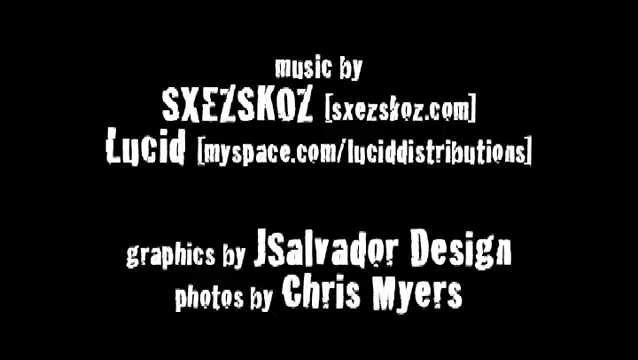 music by
SXEZSKOZ [sxezskoz.com]
Lucid [myspace.com/luciddistributions]
graphics by JSalvador Design
photos by Chris Myers